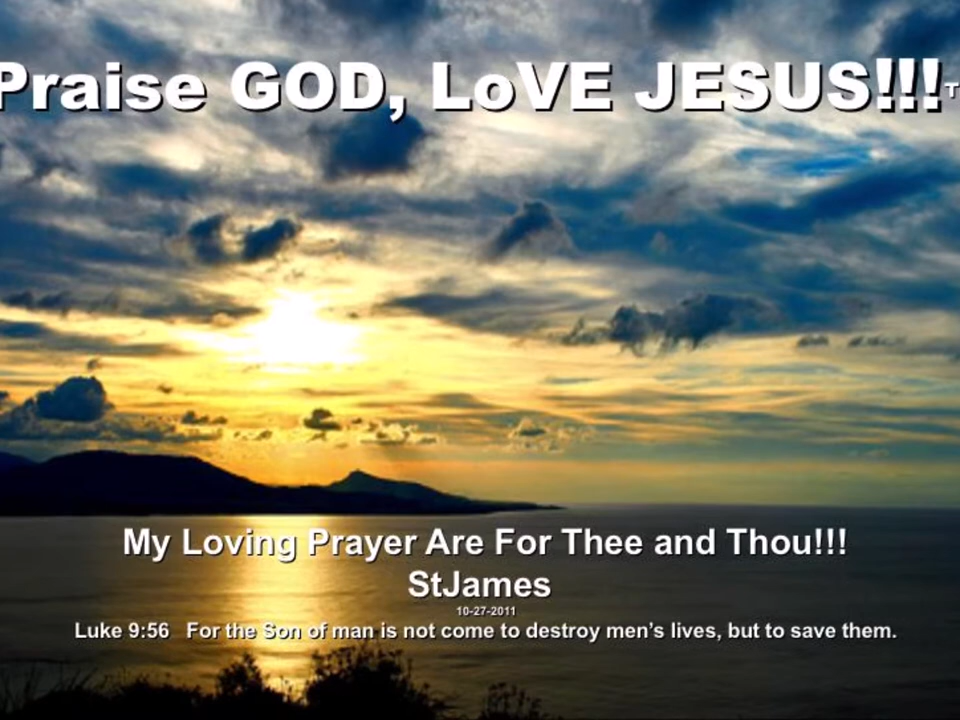 Praise GOD, LoVE JESUS!!!T
My Loving Prayer Are For Thee and Thou!!!
StJames
10-27-2011
Luke 9:56 For the Son of man is not come to destroy men’s lives, but to save them.